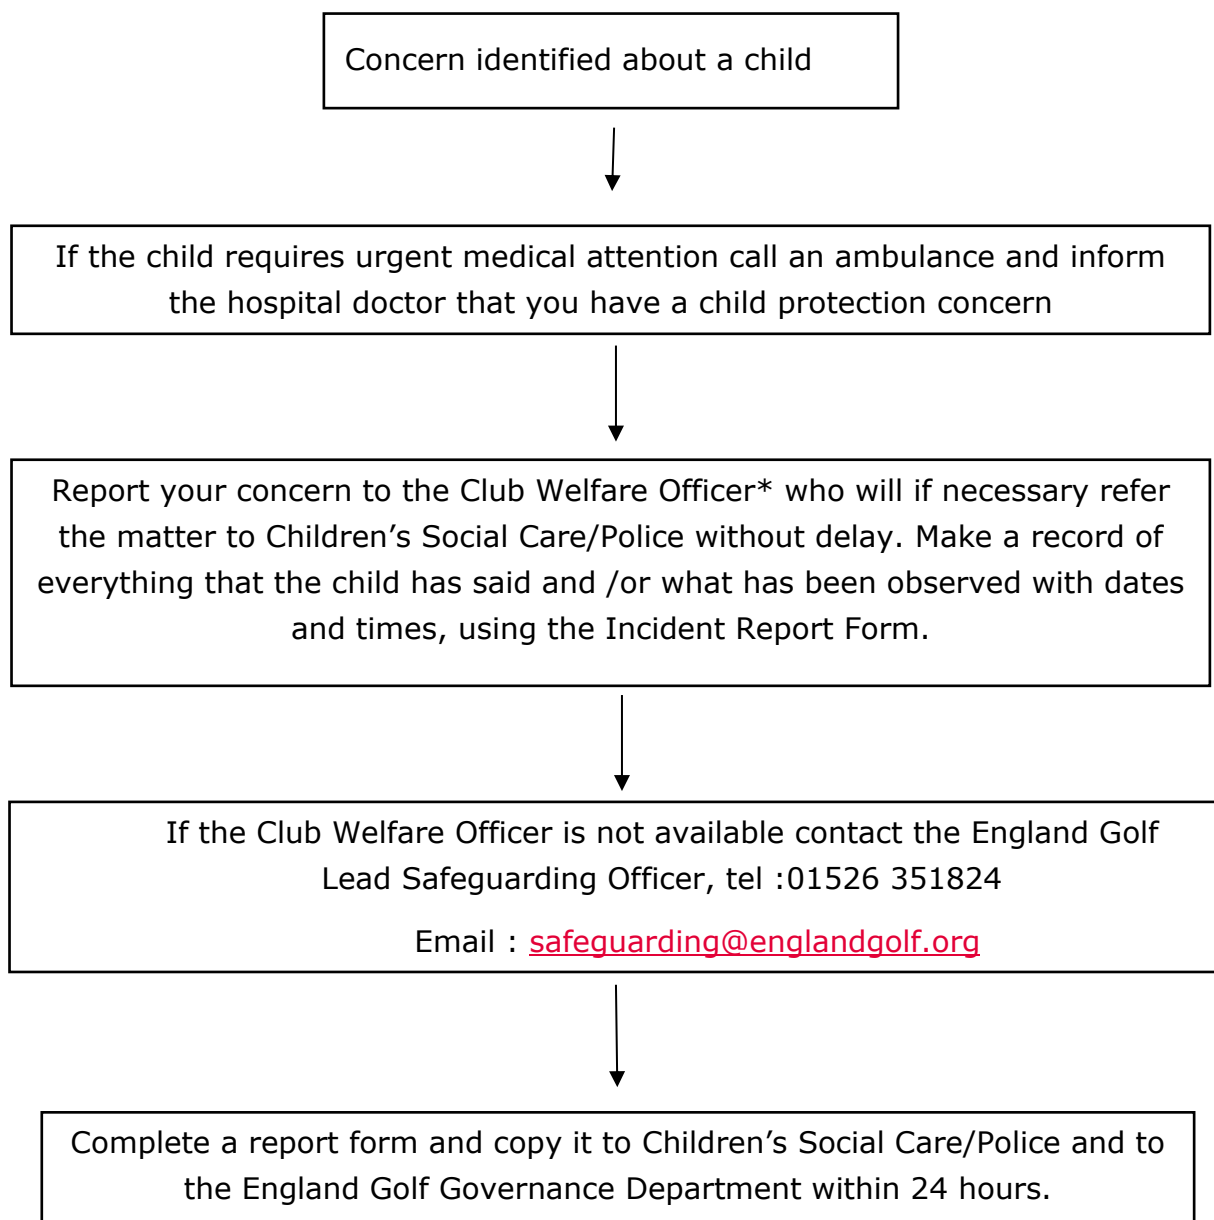 Concern identified about a child
If the child requires urgent medical attention call an ambulance and inform
the hospital doctor that you have a child protection concern
Report your concern to the Club Welfare Officer* who will if necessary refer
the matter to Children’s Social Care/Police without delay. Make a record of
everything that the child has said and /or what has been observed with dates
and times, using the Incident Report Form.
If the Club Welfare Officer is not available contact the England Golf
Lead Safeguarding Officer, tel :01526 351824
Email : safeguarding@englandgolf.org
Complete a report form and copy it to Children’s Social Care/Police and to
the England Golf Governance Department within 24 hours.